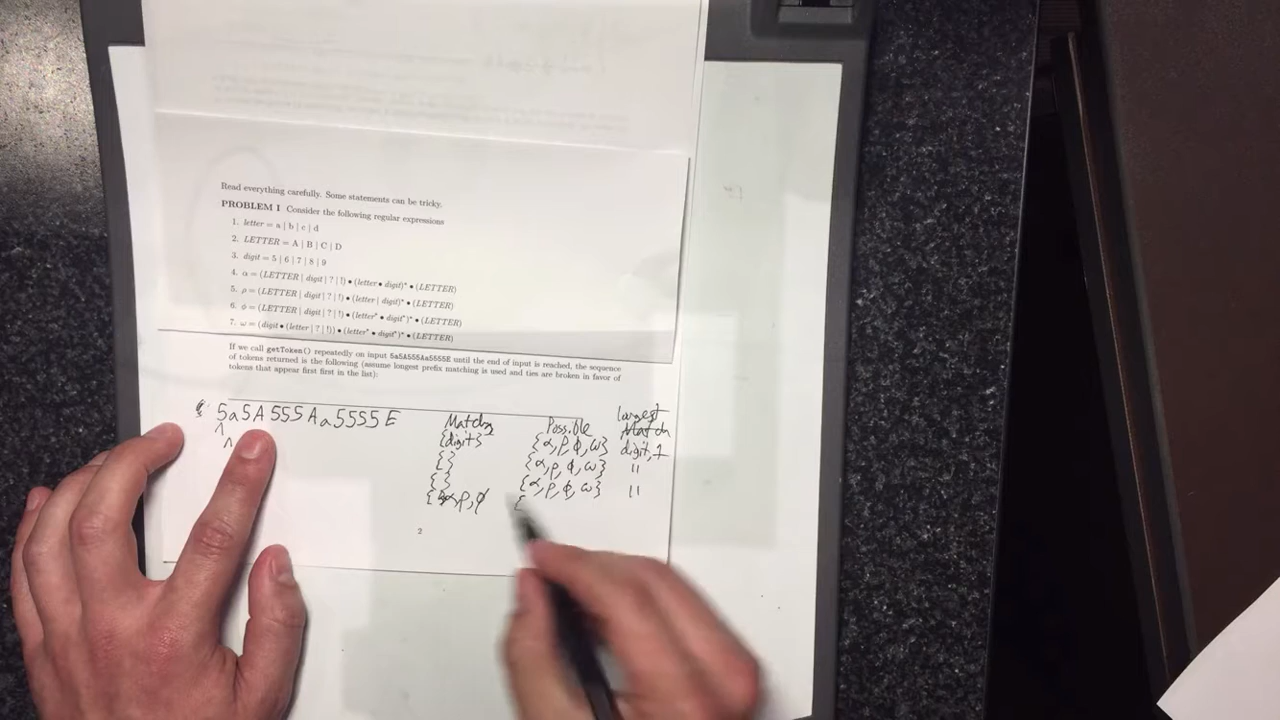 Read everything carefully. Some statements can be tricky.
PROBLEM I Consider the following regular expressions
1. letter = a | b | c | d
2. LETTER = A | B | C | D
3. digit = 5 | 6 | 7 | 8 | 9
4. α = (LETTER | digit | ? | !) • (letter • digit)* • (LETTER)
5. ρ = (LETTER | digit | ? | !) • (letter | digit)* • (LETTER)
6. ϕ = (LETTER | digit | ? | !) • (letter* • digit*)* • (LETTER)
7. ω = (digit • (letter | ? | !)) • (letter* • digit*)* • (LETTER)
If we call getToken() repeatedly on input 5a5A555Aa5555E until the end of input is reached, the sequence
of tokens returned is the following (assume longest prefix matching is used and ties are broken in favor of
tokens that appear first first in the list):
5a5A555Aa5555E Matchg Possible largest Match
{digit} {α, ρ, ϕ, ω} digit, 1
{ } {α, ρ, ϕ, ω} "
{ } {α, ρ, ϕ, ω} "
{ α, ρ, ϕ {
2